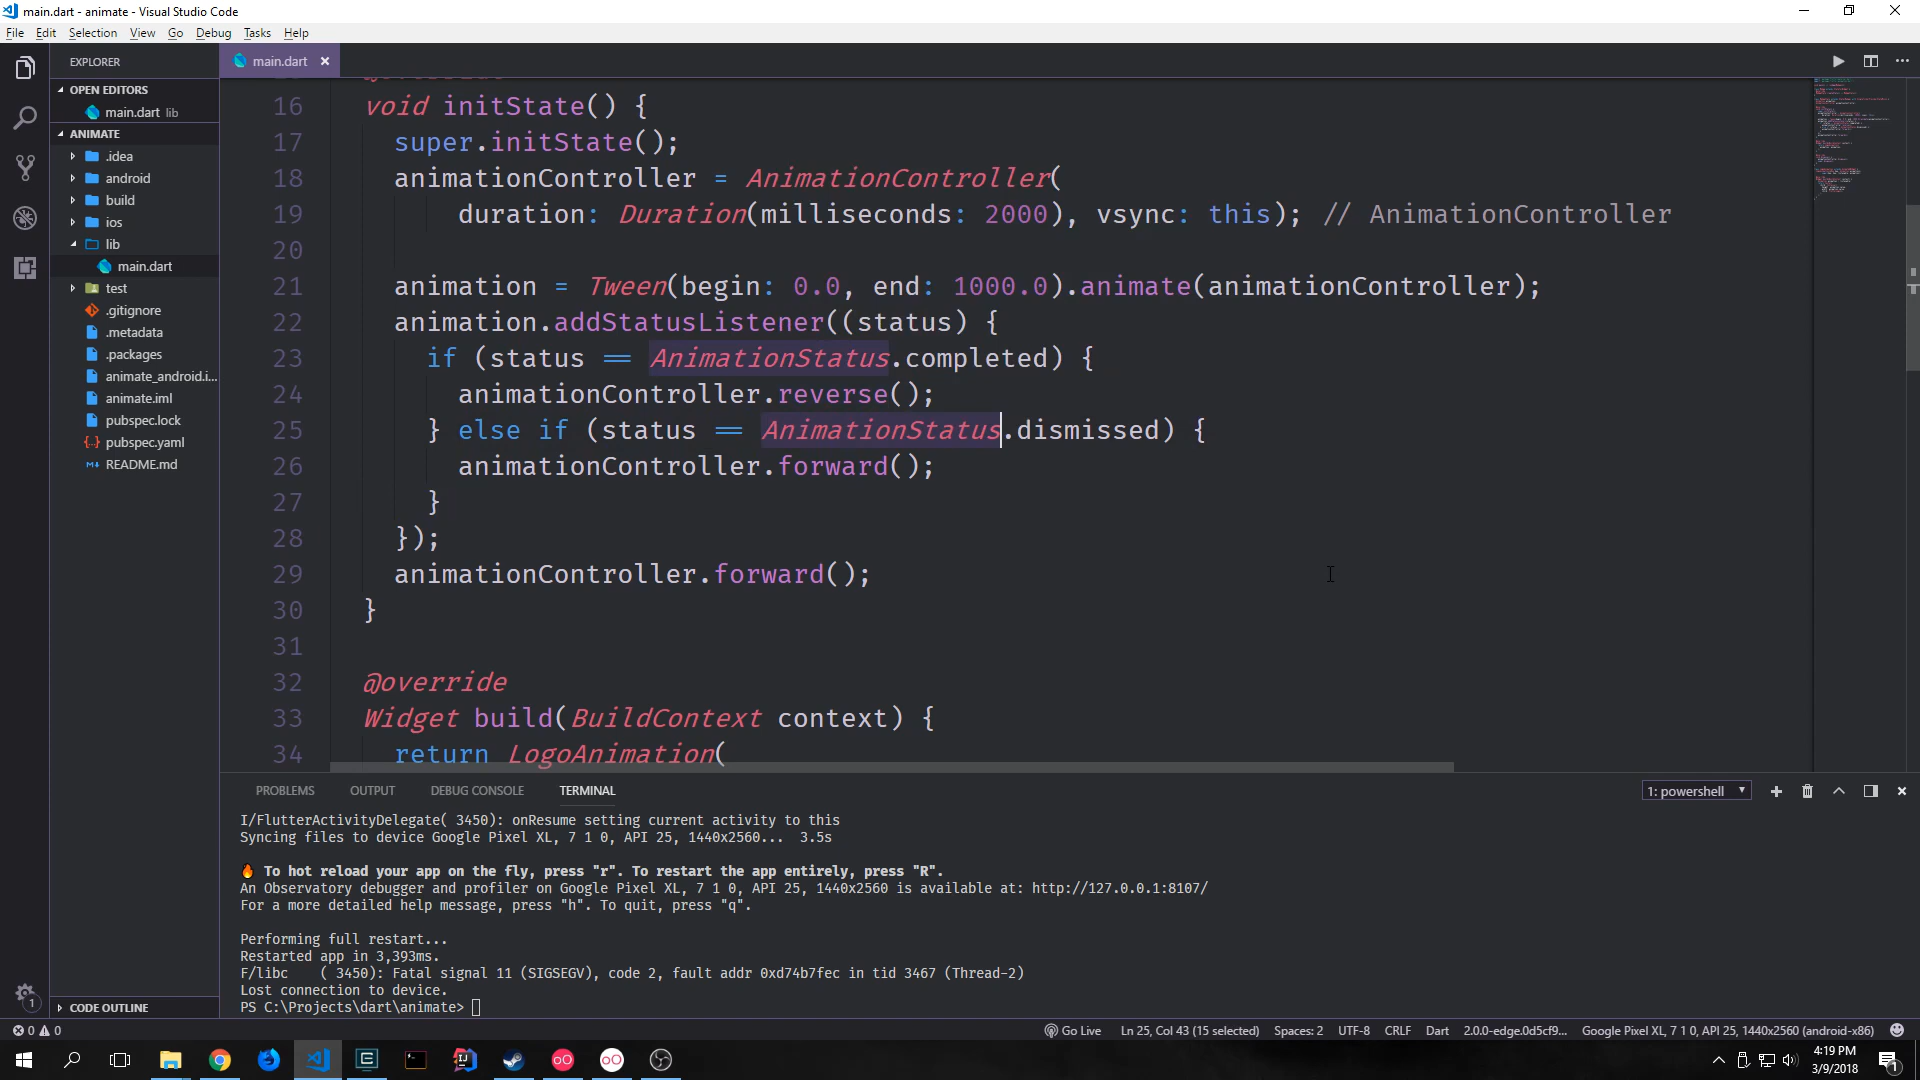 main.dart - animate - Visual Studio Code
File Edit Selection View Go Debug Tasks Help
EXPLORER
OPEN EDITORS
main.dart lib
ANIMATE
.idea
android
build
ios
lib
main.dart
test
.gitignore
.metadata
.packages
animate_android.i...
animate.iml
pubspec.lock
pubspec.yaml
README.md
CODE OUTLINE
main.dart
16 void initState() {
17 super.initState();
18 animationController = AnimationController(
19 duration: Duration(milliseconds: 2000), vsync: this); // AnimationController
20
21 animation = Tween(begin: 0.0, end: 1000.0).animate(animationController);
22 animation.addStatusListener((status) {
23 if (status == AnimationStatus.completed) {
24 animationController.reverse();
25 } else if (status == AnimationStatus.dismissed) {
26 animationController.forward();
27 }
28 });
29 animationController.forward();
30 }
31
32 @override
33 Widget build(BuildContext context) {
34 return LogoAnimation(
PROBLEMS OUTPUT DEBUG CONSOLE TERMINAL 1: powershell
I/FlutterActivityDelegate( 3450): onResume setting current activity to this
Syncing files to device Google Pixel XL, 7 1 0, API 25, 1440x2560... 3.5s
🔥 To hot reload your app on the fly, press "r". To restart the app entirely, press "R".
An Observatory debugger and profiler on Google Pixel XL, 7 1 0, API 25, 1440x2560 is available at: http://127.0.0.1:8107/
For a more detailed help message, press "h". To quit, press "q".
Performing full restart...
Restarted app in 3,393ms.
F/libc ( 3450): Fatal signal 11 (SIGSEGV), code 2, fault addr 0xd74b7fec in tid 3467 (Thread-2)
Lost connection to device.
PS C:\Projects\dart\animate>
0 0 Go Live Ln 25, Col 43 (15 selected) Spaces: 2 UTF-8 CRLF Dart 2.0.0-edge.0d5cf9... Google Pixel XL, 7 1 0, API 25, 1440x2560 (android-x86)
4:19 PM
3/9/2018